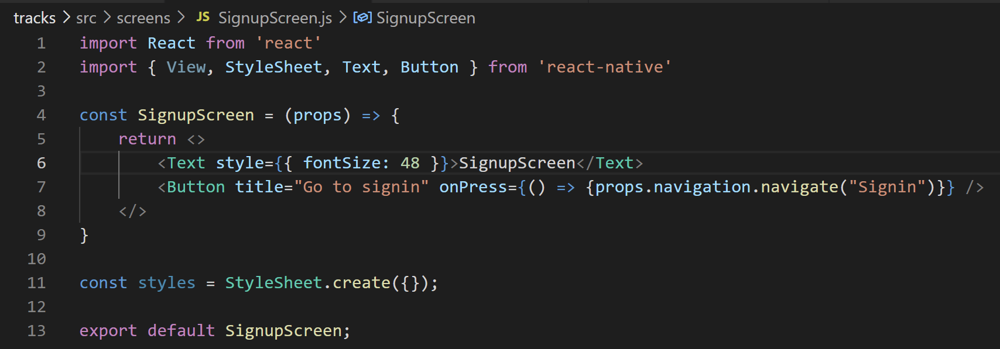 tracks > src > screens > JS SignupScreen.js > SignupScreen
1 import React from 'react'
2 import { View, StyleSheet, Text, Button } from 'react-native'
3
4 const SignupScreen = (props) => {
5     return <>
6         <Text style={{ fontSize: 48 }}>SignupScreen</Text>
7         <Button title="Go to signin" onPress={() => {props.navigation.navigate("Signin")}} />
8     </>
9 }
10
11 const styles = StyleSheet.create({});
12
13 export default SignupScreen;